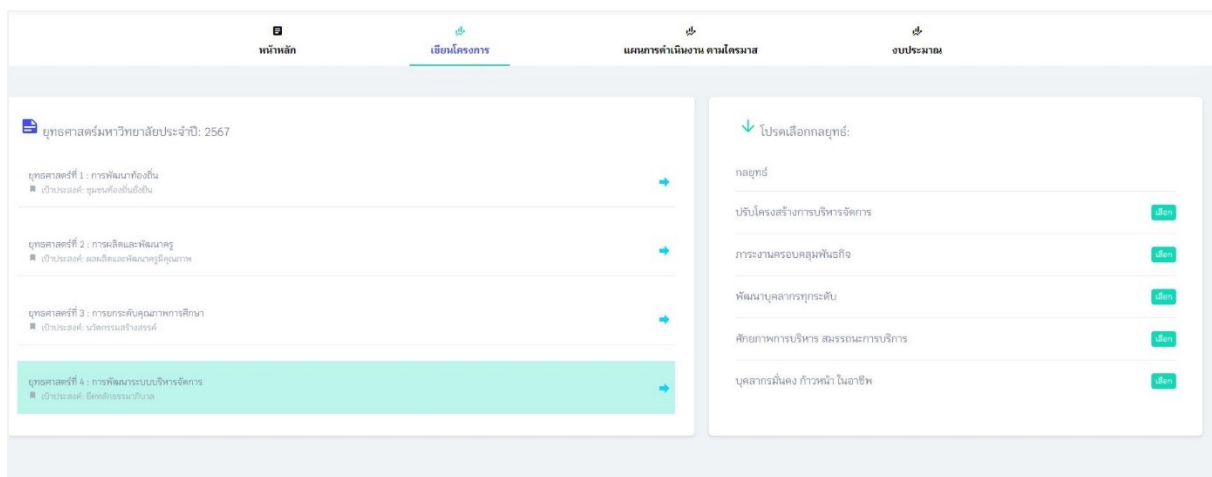 หน้าหลัก
เขียนโครงการ
แผนการดำเนินงาน ตามไตรมาส
งบประมาณ
ยุทธศาสตร์มหาวิทยาลัยประจำปี: 2567
ยุทธศาสตร์ที่ 1 : การพัฒนาท้องถิ่น
เป้าประสงค์: ชุมชนท้องถิ่นยั่งยืน
ยุทธศาสตร์ที่ 2 : การผลิตและพัฒนาครู
เป้าประสงค์: ผลผลิตและพัฒนาครูมีคุณภาพ
ยุทธศาสตร์ที่ 3 : การยกระดับคุณภาพการศึกษา
เป้าประสงค์: นวัตกรรมสร้างสรรค์
ยุทธศาสตร์ที่ 4 : การพัฒนาระบบบริหารจัดการ
เป้าประสงค์: ยึดหลักธรรมาภิบาล
โปรดเลือกกลยุทธ์:
กลยุทธ์
ปรับโครงสร้างการบริหารจัดการ เลือก
ภาระงานครอบคลุมพันธกิจ เลือก
พัฒนาบุคลากรทุกระดับ เลือก
ศักยภาพการบริหาร สมรรถนะการบริการ เลือก
บุคลากรมั่นคง ก้าวหน้า ในอาชีพ เลือก